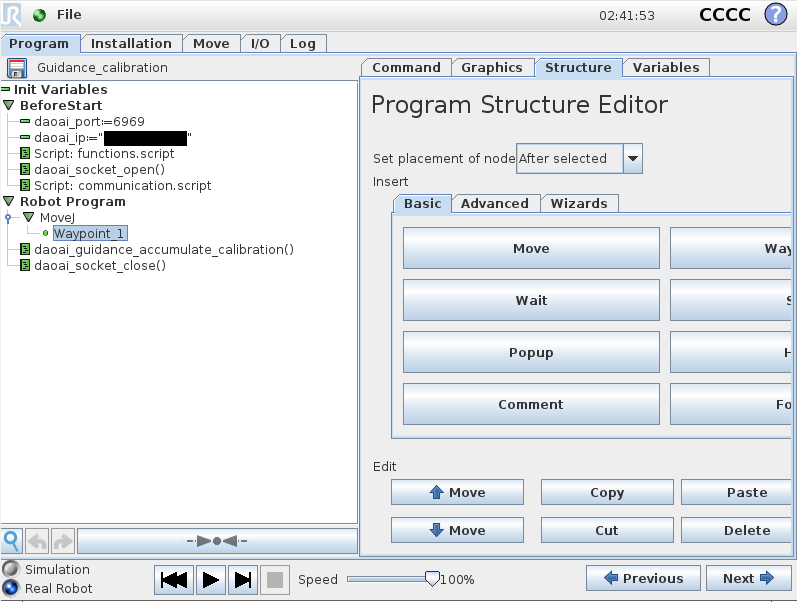 File 02:41:53 CCCC ?
Program Installation Move I/O Log
Guidance_calibration
Command Graphics Structure Variables
Init Variables
BeforeStart
daoai_port:=6969
daoai_ip:=" "
Script: functions.script
daoai_socket_open()
Script: communication.script
Robot Program
MoveJ
Waypoint_1
daoai_guidance_accumulate_calibration()
daoai_socket_close()
Program Structure Editor
Set placement of node After selected
Insert
Basic Advanced Wizards
Move Way
Wait S
Popup H
Comment Fo
Edit
Move Copy Paste
Move Cut Delete
Simulation
Real Robot
Speed 100%
Previous Next